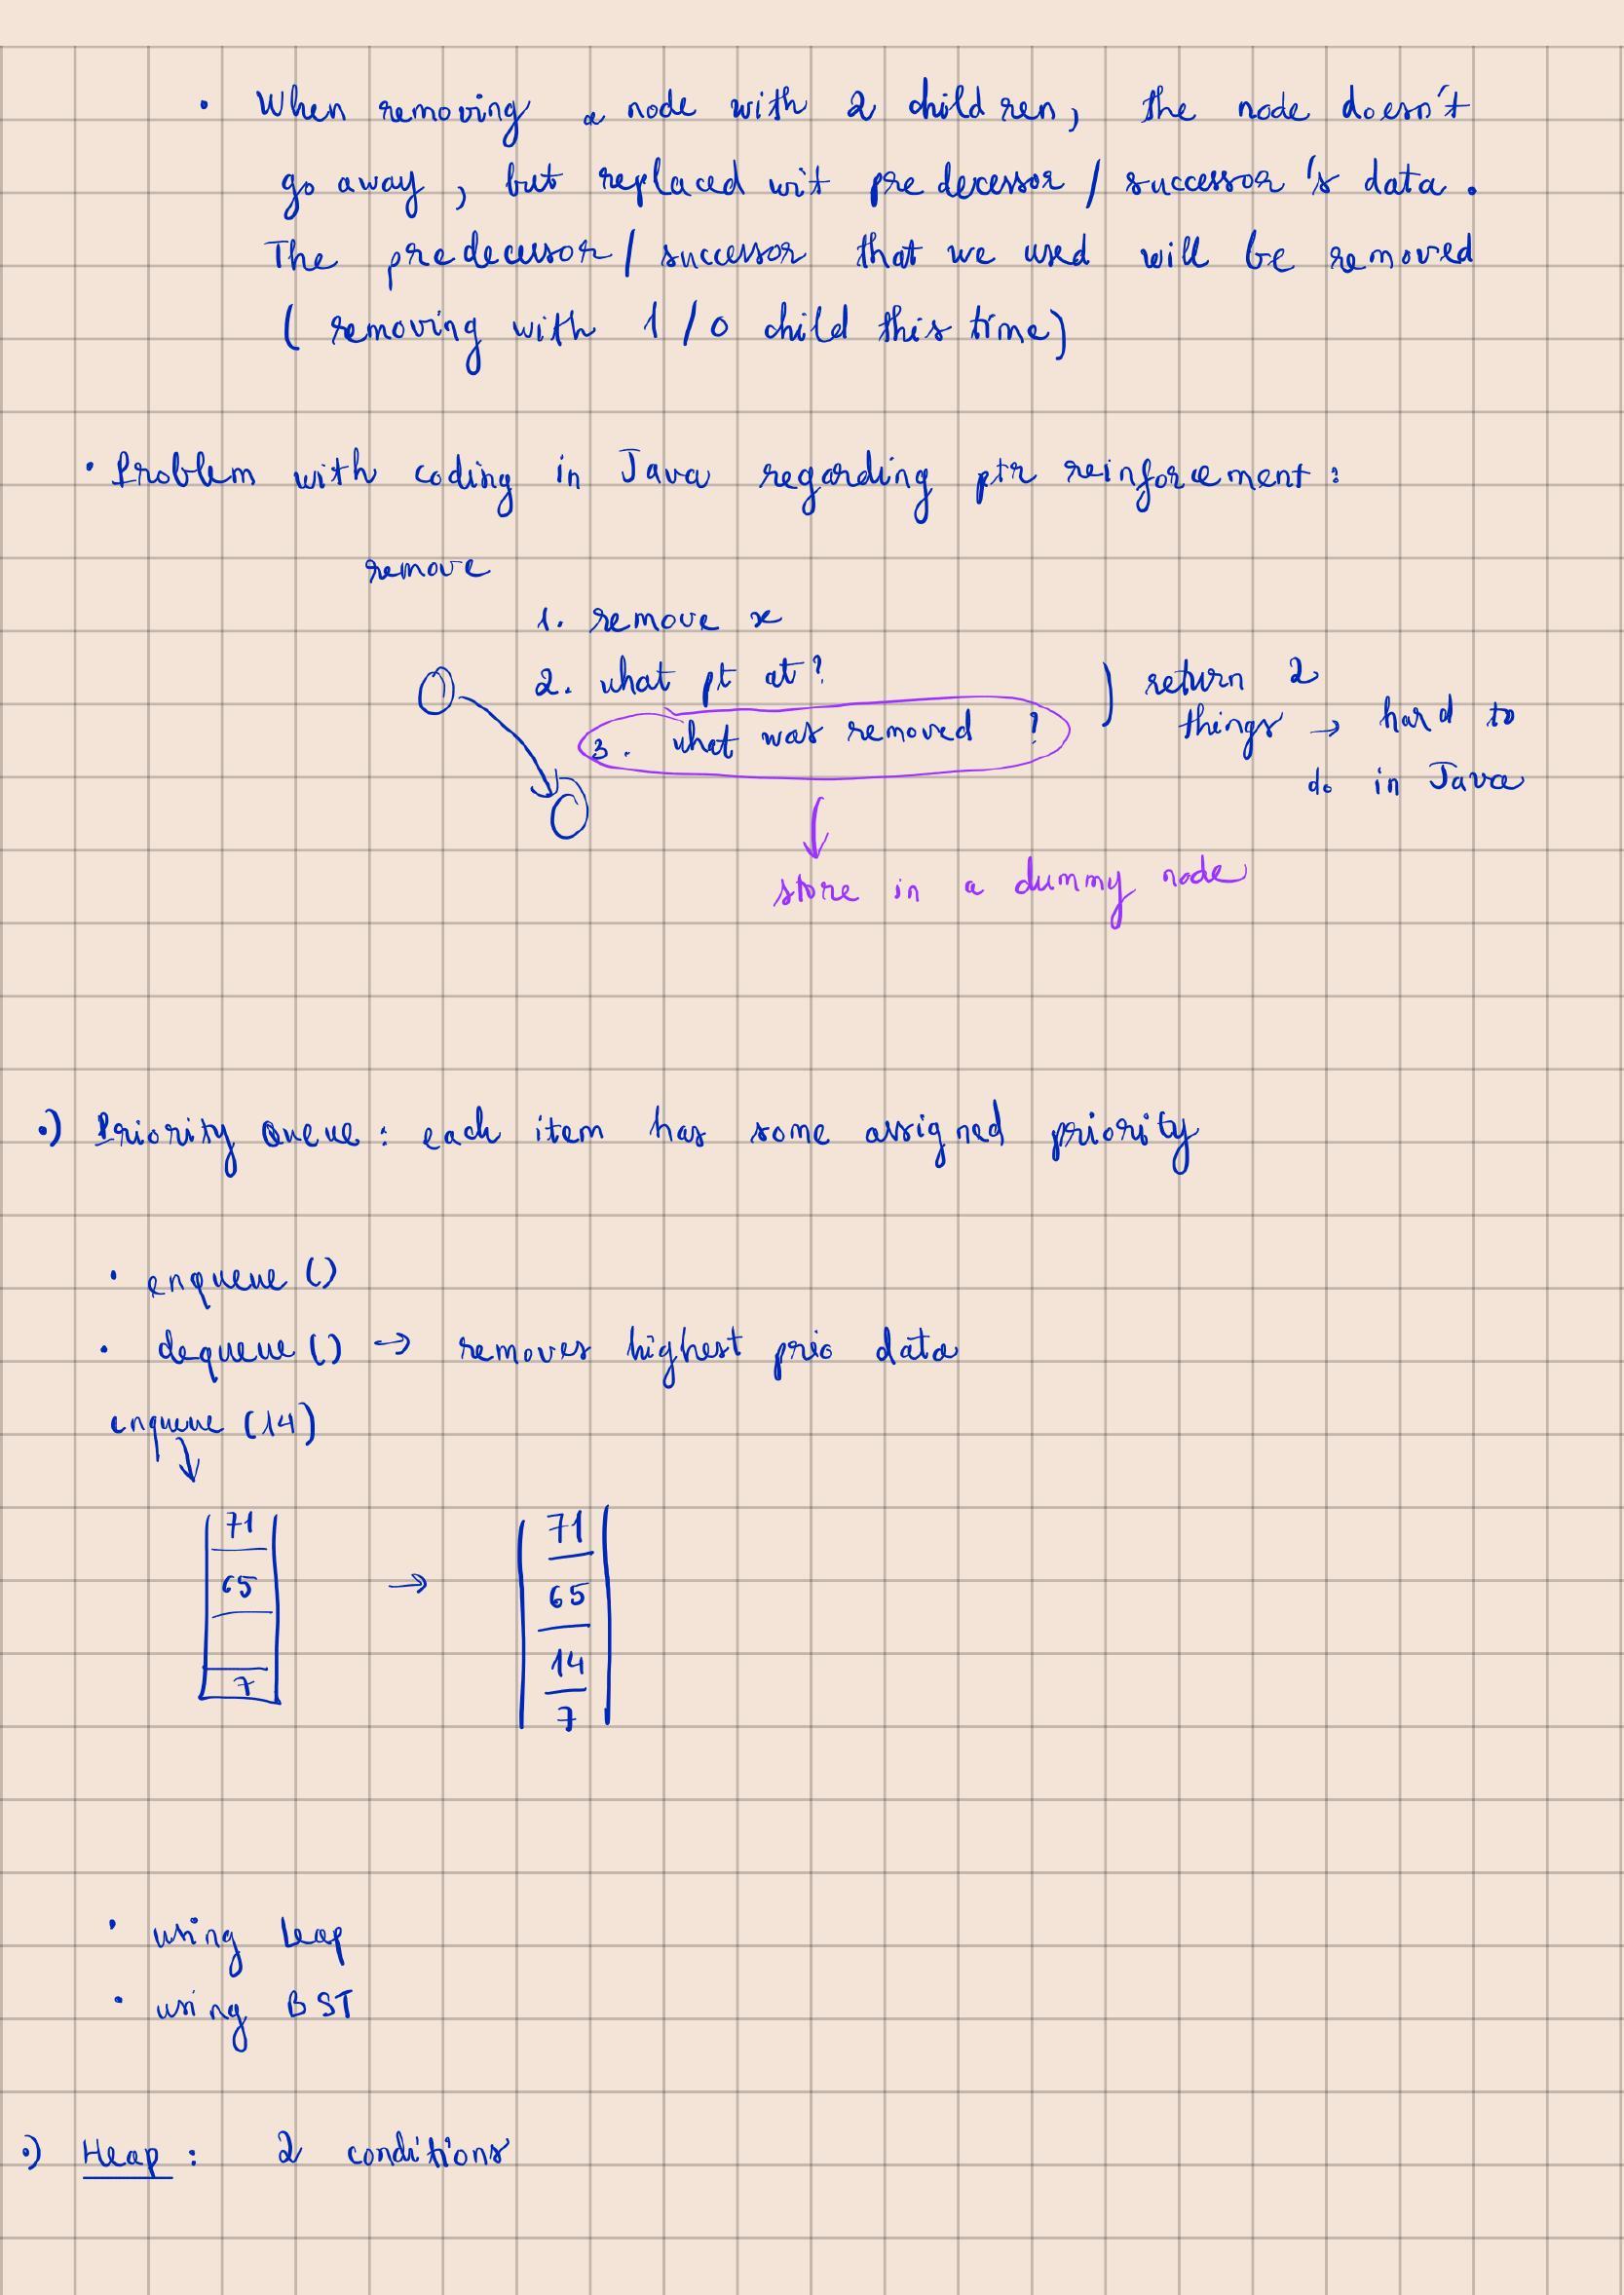 • When removing a node with 2 children, the node doesn't
go away, but replaced wit predecessor / successor's data.
The predecessor / successor that we used will be removed
( removing with 1 / 0 child this time)
• Problem with coding in Java regarding ptr reinforcement :
remove
1. remove x
2. what pt at ?
3. what was removed ?
) return 2
things → hard to
do in Java
store in a dummy node
•) Priority Queue : each item has some assigned priority
• enqueue ()
• dequeue () → removes highest prio data
enqueue (14)
71
65
7
→
71
65
14
7
• using heap
• using BST
•) Heap : 2 conditions